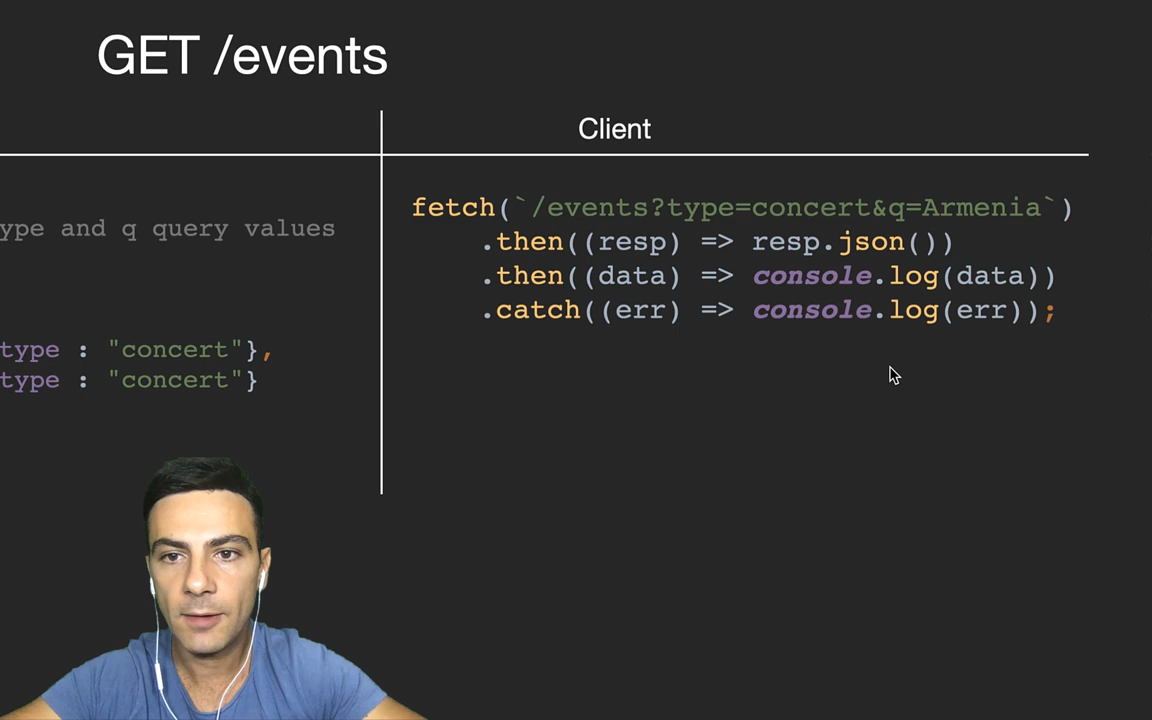 GET /events
Client
ype and q query values
type : "concert"},
type : "concert"}
fetch(`/events?type=concert&q=Armenia`)
.then((resp) => resp.json())
.then((data) => console.log(data))
.catch((err) => console.log(err));